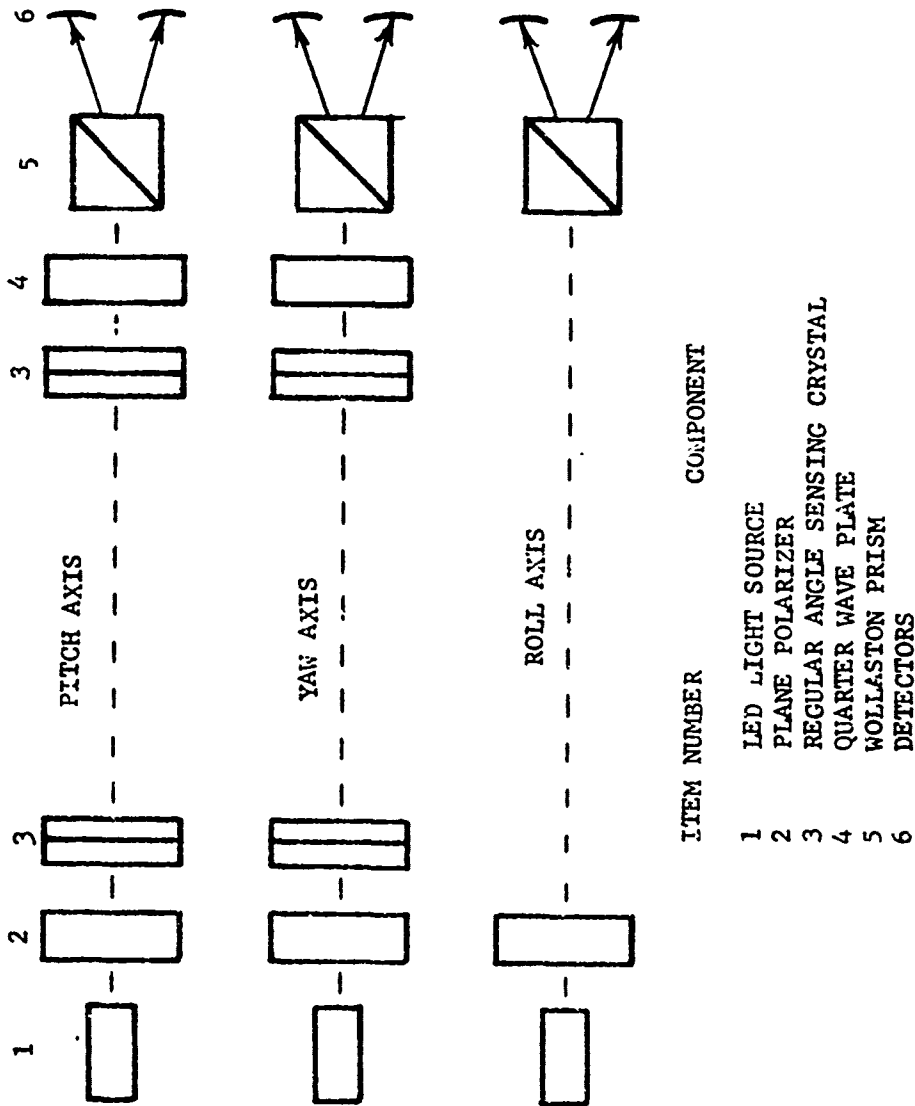 1 2 3 3 4 5 6
PITCH AXIS
YAW AXIS
ROLL AXIS
ITEM NUMBER COMPONENT
1 LED LIGHT SOURCE
2 PLANE POLARIZER
3 REGULAR ANGLE SENSING CRYSTAL
4 QUARTER WAVE PLATE
5 WOLLASTON PRISM
6 DETECTORS